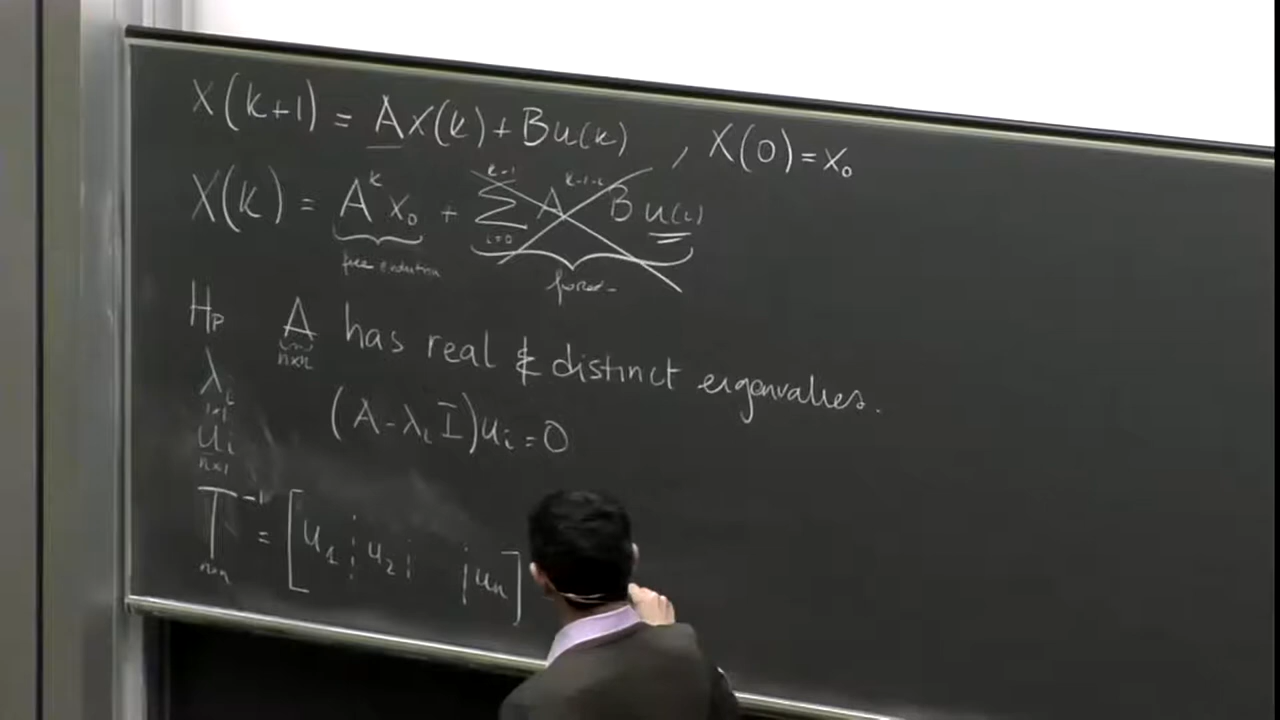 X(k+1) = AX(k) + Bu(k) , X(0) = x₀
X(k) = Aᵏ x₀ + Σ A^{k-1-i} B u(i)
k-1
i=0
free evolution
forced
Hp A has real & distinct eigenvalues.
n×n
λᵢ
1×1
(A - λᵢ I) uᵢ = 0
uᵢ
n×1
T⁻¹ = [u₁ ¦ u₂ ¦ ¦ uₙ]
n×n